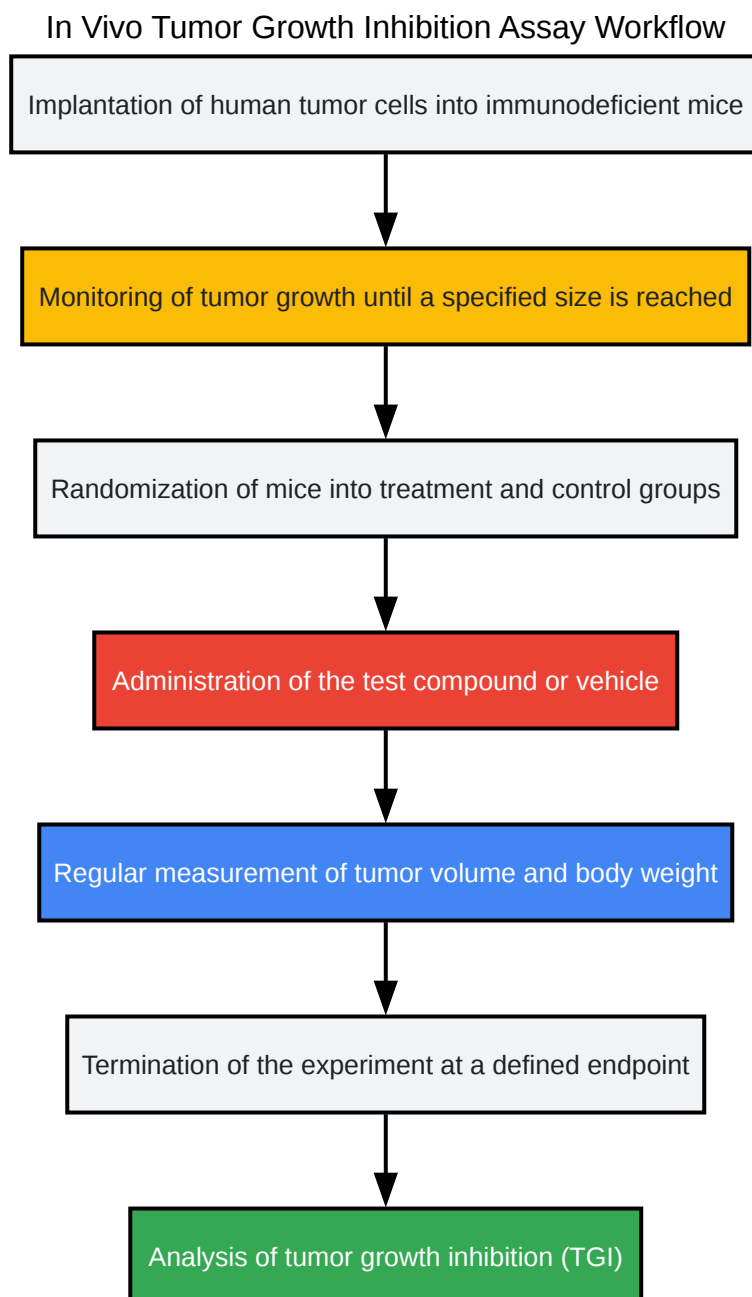 In Vivo Tumor Growth Inhibition Assay Workflow
Implantation of human tumor cells into immunodeficient mice
Monitoring of tumor growth until a specified size is reached
Randomization of mice into treatment and control groups
Administration of the test compound or vehicle
Regular measurement of tumor volume and body weight
Termination of the experiment at a defined endpoint
Analysis of tumor growth inhibition (TGI)